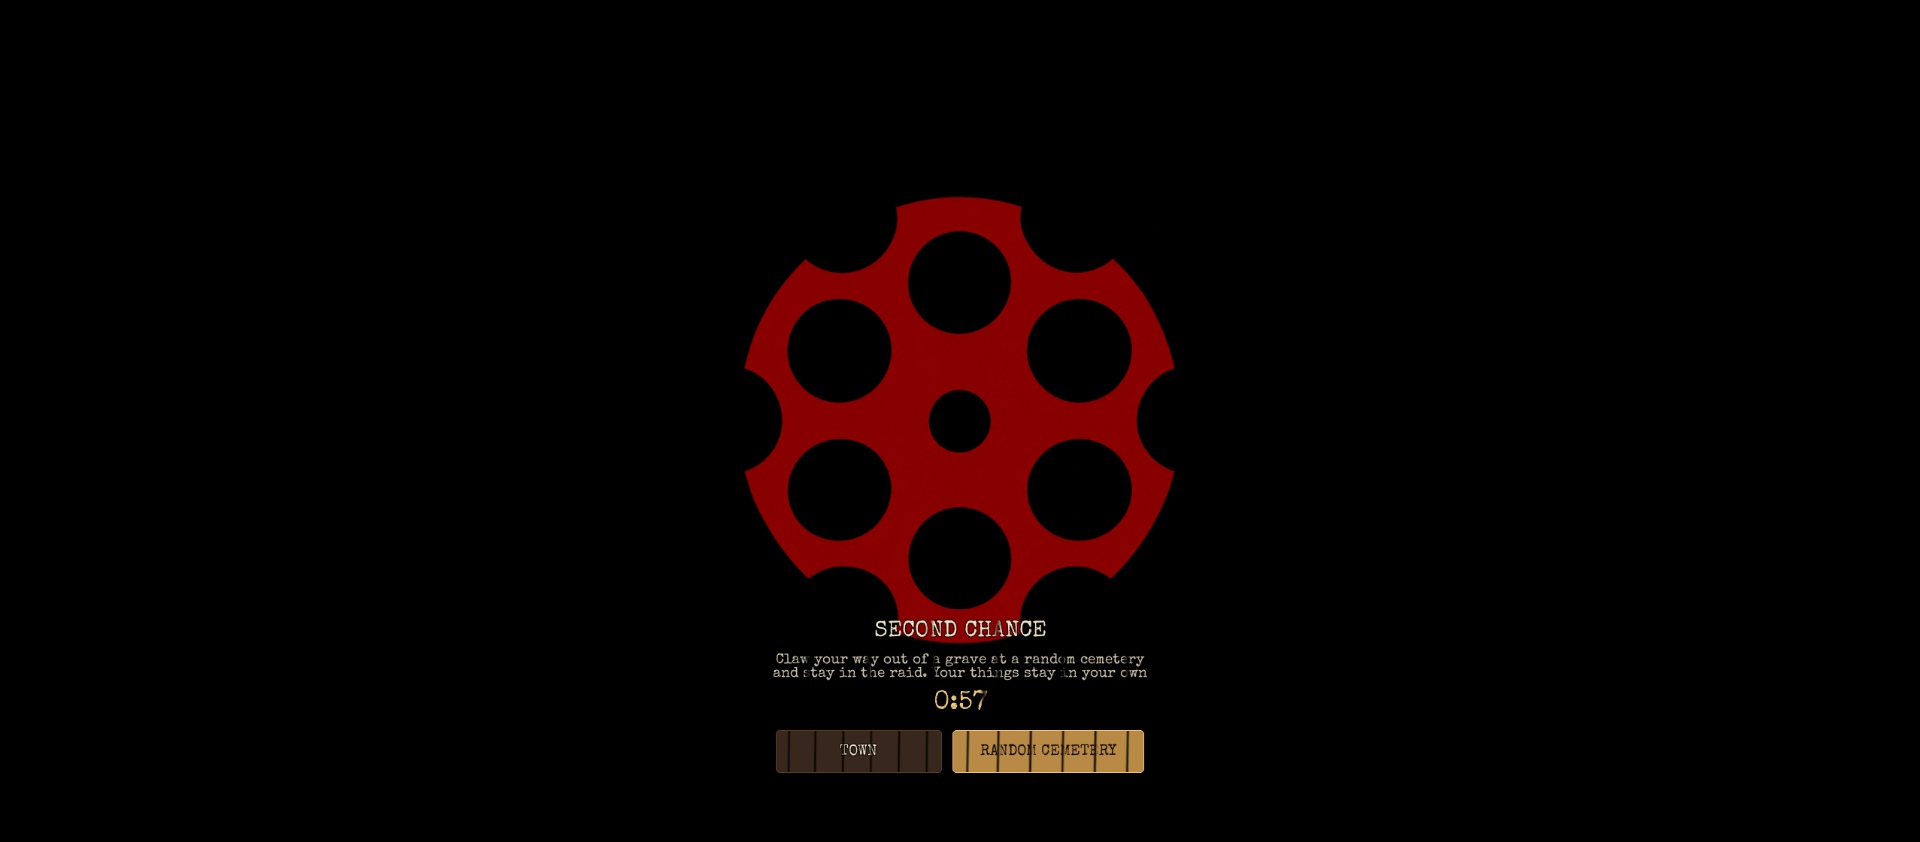 SECOND CHANCE
Claw your way out of a grave at a random cemetery
and stay in the raid. Your things stay in your own
0:57
TOWN
RANDOM CEMETERY